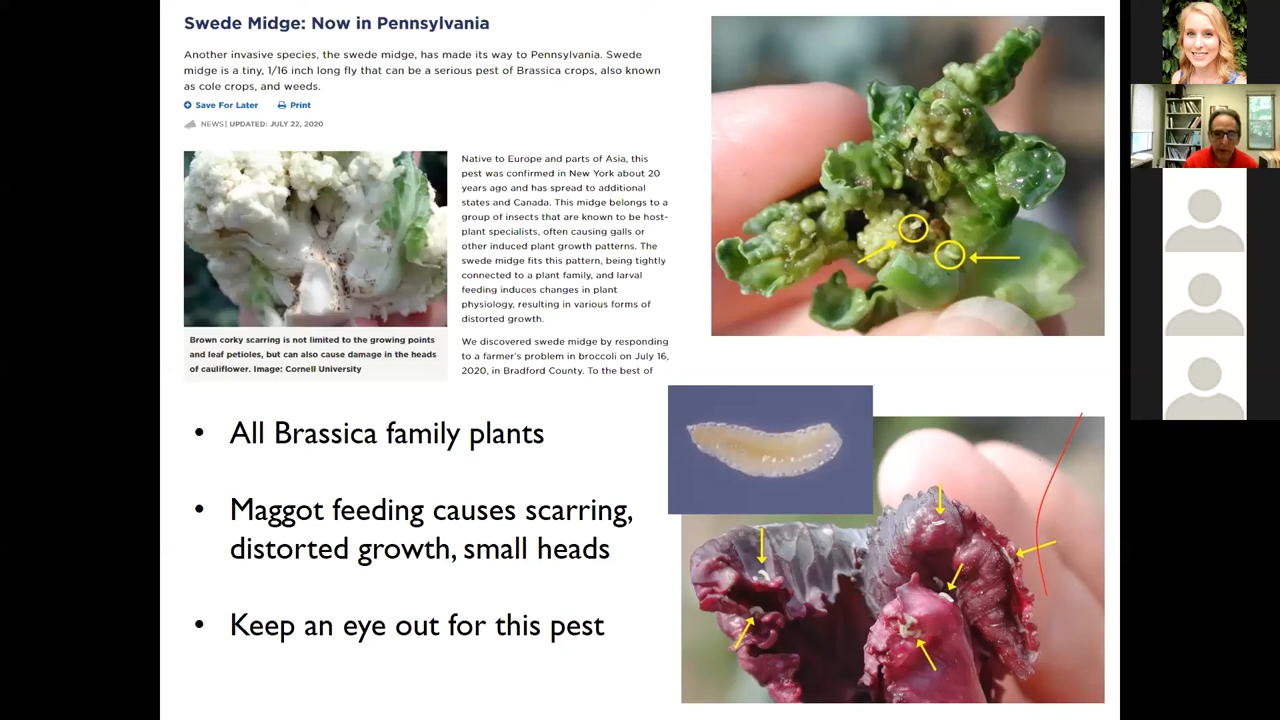 Swede Midge: Now in Pennsylvania
Another invasive species, the swede midge, has made its way to Pennsylvania. Swede
midge is a tiny, 1/16 inch long fly that can be a serious pest of Brassica crops, also known
as cole crops, and weeds.
Save For Later Print
NEWS | UPDATED: JULY 22, 2020
Brown corky scarring is not limited to the growing points
and leaf petioles, but can also cause damage in the heads
of cauliflower. Image: Cornell University
Native to Europe and parts of Asia, this
pest was confirmed in New York about 20
years ago and has spread to additional
states and Canada. This midge belongs to a
group of insects that are known to be host-
plant specialists, often causing galls or
other induced plant growth patterns. The
swede midge fits this pattern, being tightly
connected to a plant family, and larval
feeding induces changes in plant
physiology, resulting in various forms of
distorted growth.
We discovered swede midge by responding
to a farmer's problem in broccoli on July 16,
2020, in Bradford County. To the best of
• All Brassica family plants
• Maggot feeding causes scarring,
distorted growth, small heads
• Keep an eye out for this pest